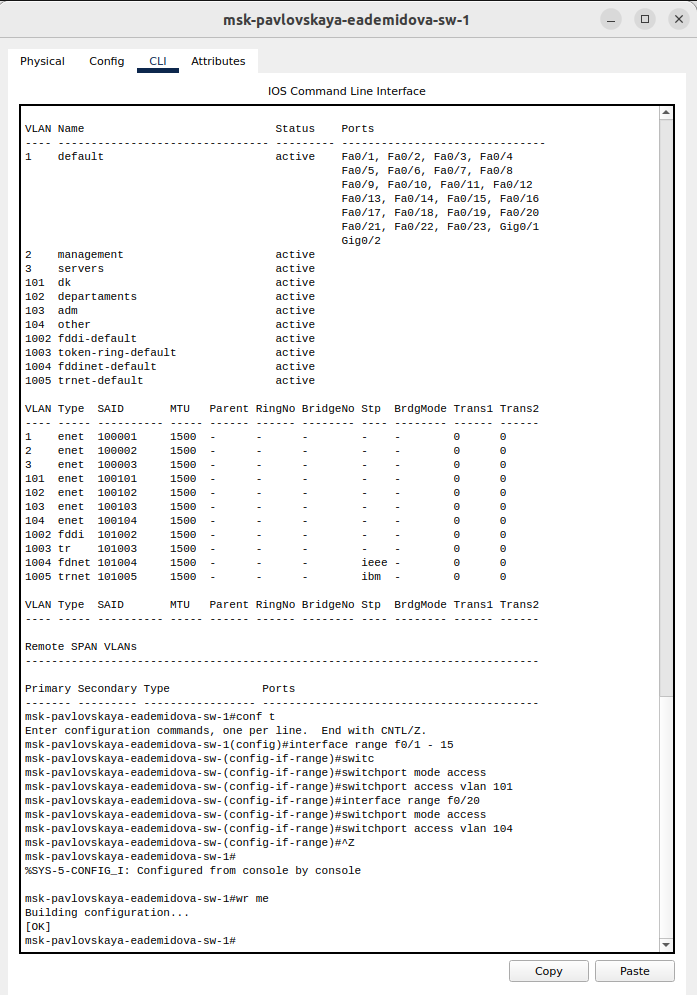 msk-pavlovskaya-eademidova-sw-1
Physical Config CLI Attributes
IOS Command Line Interface
VLAN Name                             Status    Ports
---- -------------------------------- --------- -------------------------------
1    default                          active    Fa0/1, Fa0/2, Fa0/3, Fa0/4
                                                Fa0/5, Fa0/6, Fa0/7, Fa0/8
                                                Fa0/9, Fa0/10, Fa0/11, Fa0/12
                                                Fa0/13, Fa0/14, Fa0/15, Fa0/16
                                                Fa0/17, Fa0/18, Fa0/19, Fa0/20
                                                Fa0/21, Fa0/22, Fa0/23, Gig0/1
                                                Gig0/2
2    management                       active
3    servers                          active
101  dk                               active
102  departaments                     active
103  adm                              active
104  other                            active
1002 fddi-default                     active
1003 token-ring-default               active
1004 fddinet-default                  active
1005 trnet-default                    active
VLAN Type  SAID       MTU   Parent RingNo BridgeNo Stp  BrdgMode Trans1 Trans2
---- ----- ---------- ----- ------ ------ -------- ---- -------- ------ ------
1    enet  100001     1500  -      -      -        -    -        0      0
2    enet  100002     1500  -      -      -        -    -        0      0
3    enet  100003     1500  -      -      -        -    -        0      0
101  enet  100101     1500  -      -      -        -    -        0      0
102  enet  100102     1500  -      -      -        -    -        0      0
103  enet  100103     1500  -      -      -        -    -        0      0
104  enet  100104     1500  -      -      -        -    -        0      0
1002 fddi  101002     1500  -      -      -        -    -        0      0
1003 tr    101003     1500  -      -      -        -    -        0      0
1004 fdnet 101004     1500  -      -      -        ieee -        0      0
1005 trnet 101005     1500  -      -      -        ibm  -        0      0
VLAN Type  SAID       MTU   Parent RingNo BridgeNo Stp  BrdgMode Trans1 Trans2
---- ----- ---------- ----- ------ ------ -------- ---- -------- ------ ------
Remote SPAN VLANs
------------------------------------------------------------------------------
Primary Secondary Type              Ports
------- --------- ----------------- ------------------------------------------
msk-pavlovskaya-eademidova-sw-1#conf t
Enter configuration commands, one per line.  End with CNTL/Z.
msk-pavlovskaya-eademidova-sw-1(config)#interface range f0/1 - 15
msk-pavlovskaya-eademidova-sw-(config-if-range)#switc
msk-pavlovskaya-eademidova-sw-(config-if-range)#switchport mode access
msk-pavlovskaya-eademidova-sw-(config-if-range)#switchport access vlan 101
msk-pavlovskaya-eademidova-sw-(config-if-range)#interface range f0/20
msk-pavlovskaya-eademidova-sw-(config-if-range)#switchport mode access
msk-pavlovskaya-eademidova-sw-(config-if-range)#switchport access vlan 104
msk-pavlovskaya-eademidova-sw-(config-if-range)#^Z
msk-pavlovskaya-eademidova-sw-1#
%SYS-5-CONFIG_I: Configured from console by console
msk-pavlovskaya-eademidova-sw-1#wr me
Building configuration...
[OK]
msk-pavlovskaya-eademidova-sw-1#
Copy Paste